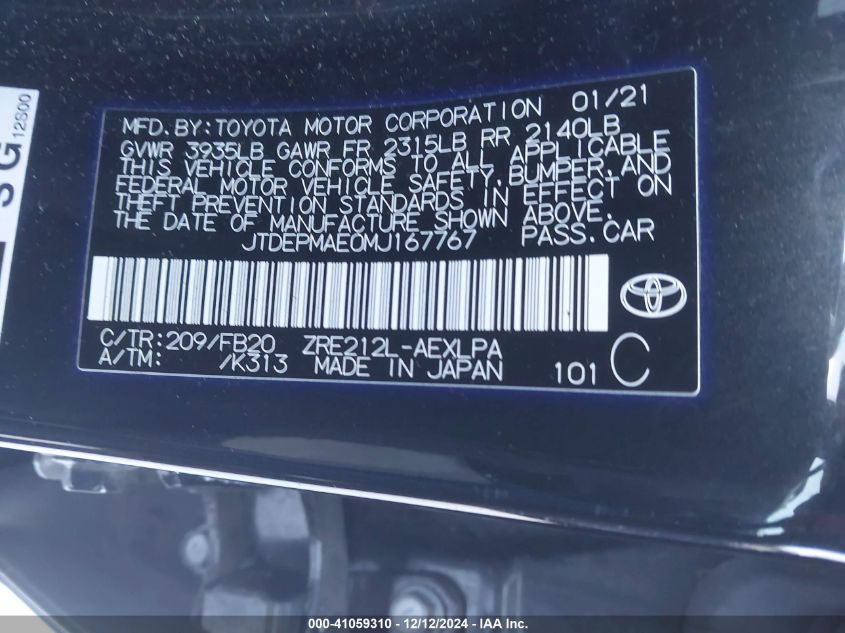 SG
12S00
MFD. BY: TOYOTA MOTOR CORPORATION 01/21
GVWR 3935LB GAWR FR 2315LB RR 2140LB
THIS VEHICLE CONFORMS TO ALL APPLICABLE
FEDERAL MOTOR VEHICLE SAFETY, BUMPER, AND
THEFT PREVENTION STANDARDS IN EFFECT ON
THE DATE OF MANUFACTURE SHOWN ABOVE.
JTDEPMAE0MJ167767 PASS.CAR
C/TR: 209/FB20 ZRE212L-AEXLPA
A/TM: /K313 MADE IN JAPAN 101 C
000-41059310 - 12/12/2024 - IAA Inc.